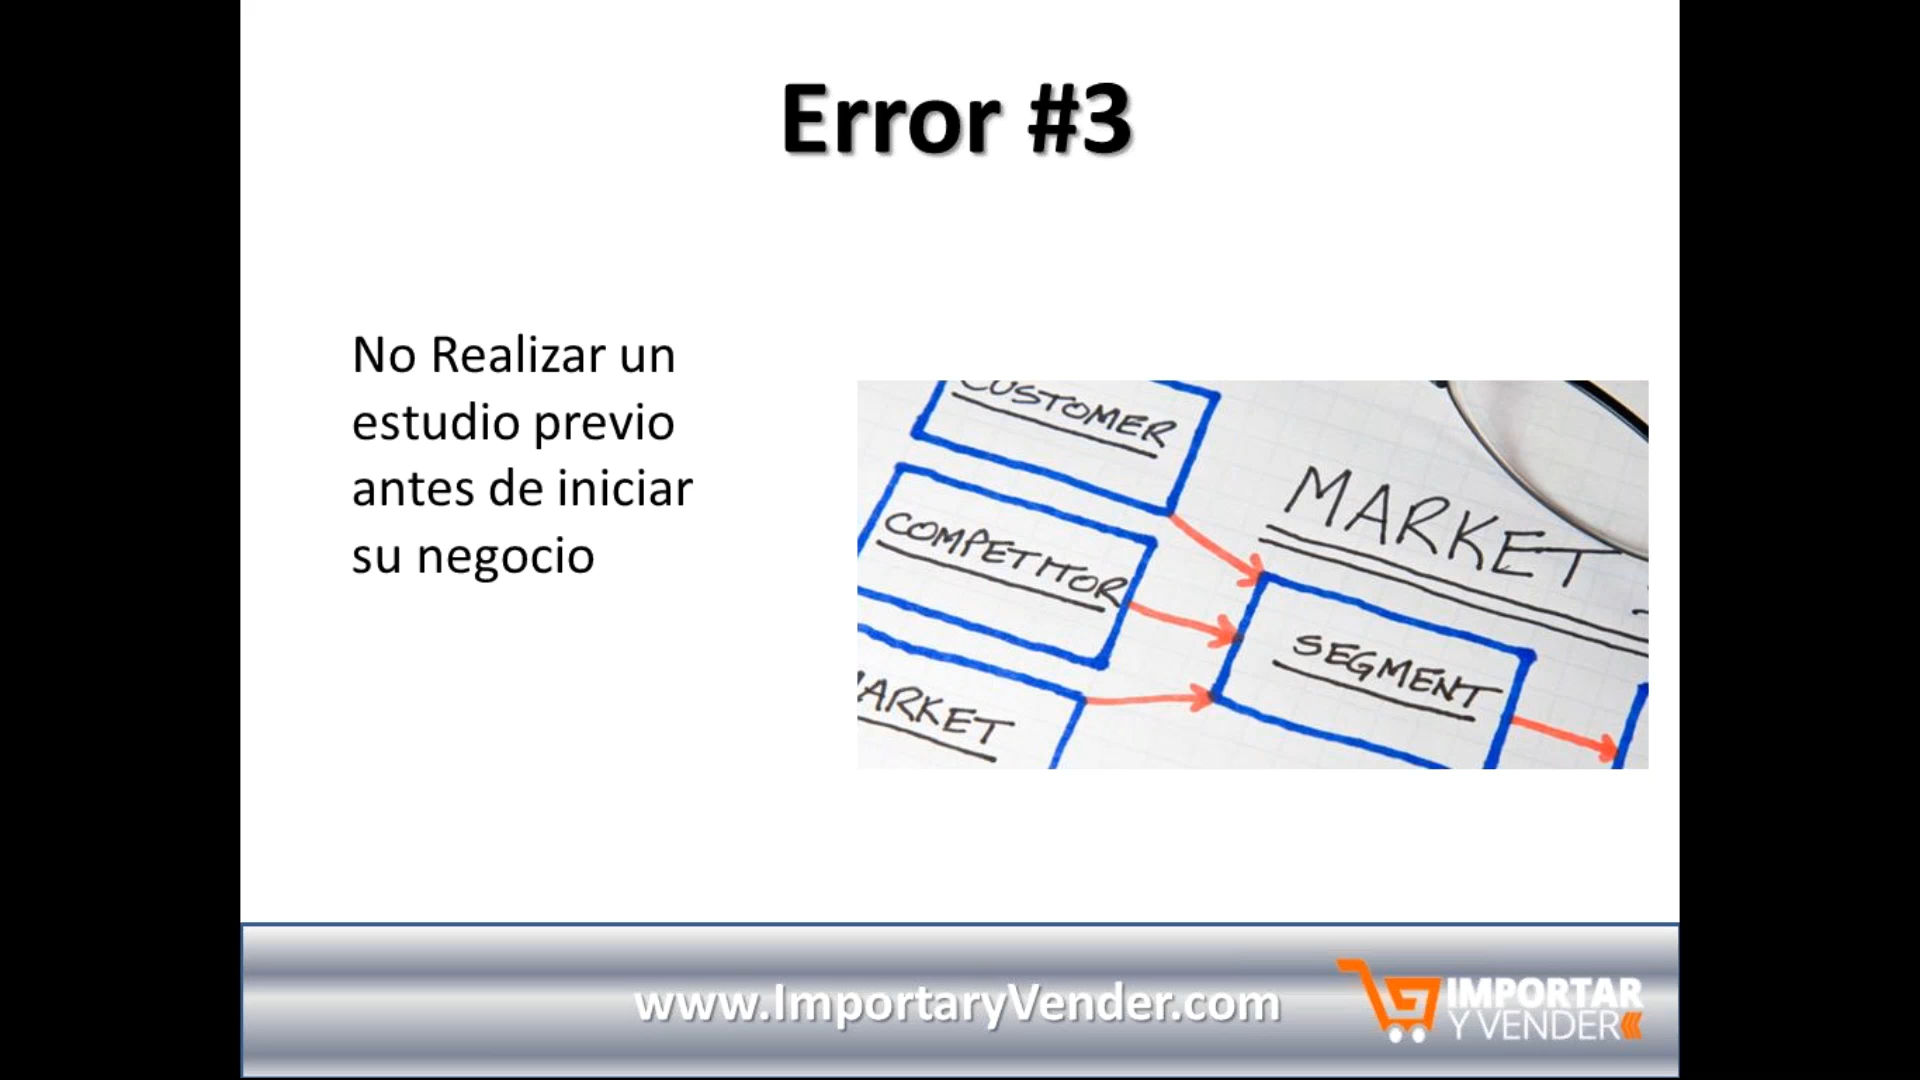 Error #3
No Realizar un
estudio previo
antes de iniciar
su negocio
CUSTOMER
COMPETITOR
MARKET
SEGMENT
ARKET
www.ImportaryVender.com
IMPORTAR
Y VENDER